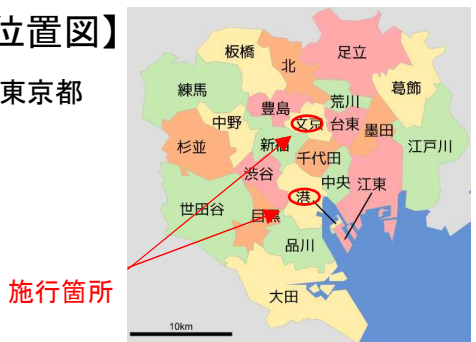 位置図】
東京都
板橋
足立
北
葛飾
練馬
豊島
荒川
中野
文京
台東
墨田
杉並
新宿
江戸川
千代田
渋谷
中央
江東
港
世田谷
目黒
品川
施行箇所
大田
10km